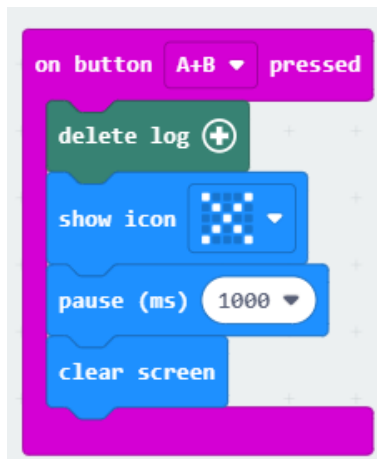 on button A+B pressed
delete log
show icon
pause (ms) 1000
clear screen